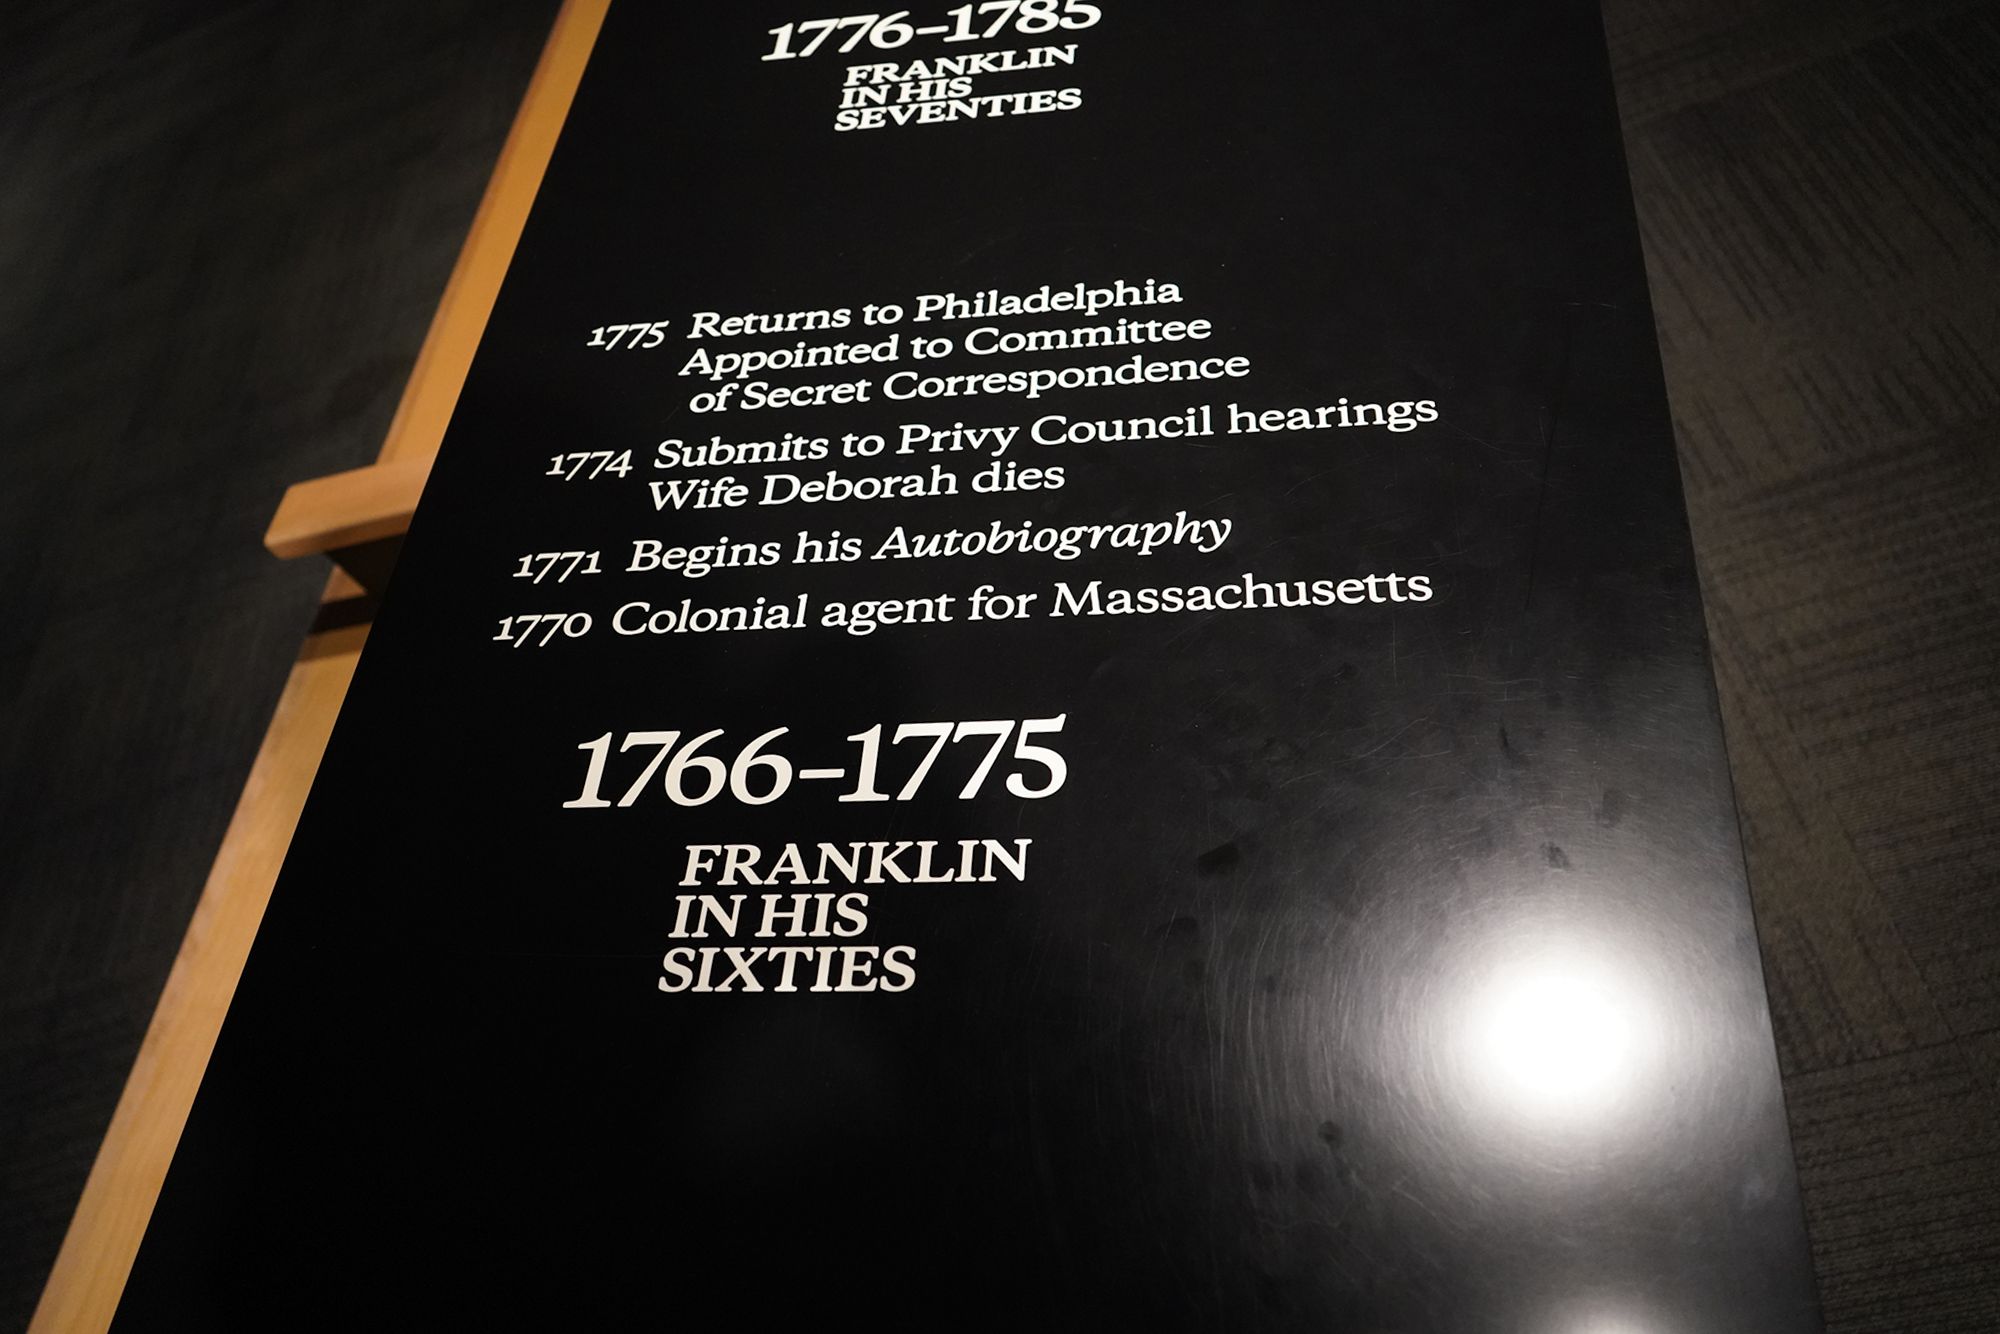 1776–1785
FRANKLIN
IN HIS
SEVENTIES
1775 Returns to Philadelphia
Appointed to Committee
of Secret Correspondence
1774 Submits to Privy Council hearings
Wife Deborah dies
1771 Begins his Autobiography
1770 Colonial agent for Massachusetts
1766–1775
FRANKLIN
IN HIS
SIXTIES